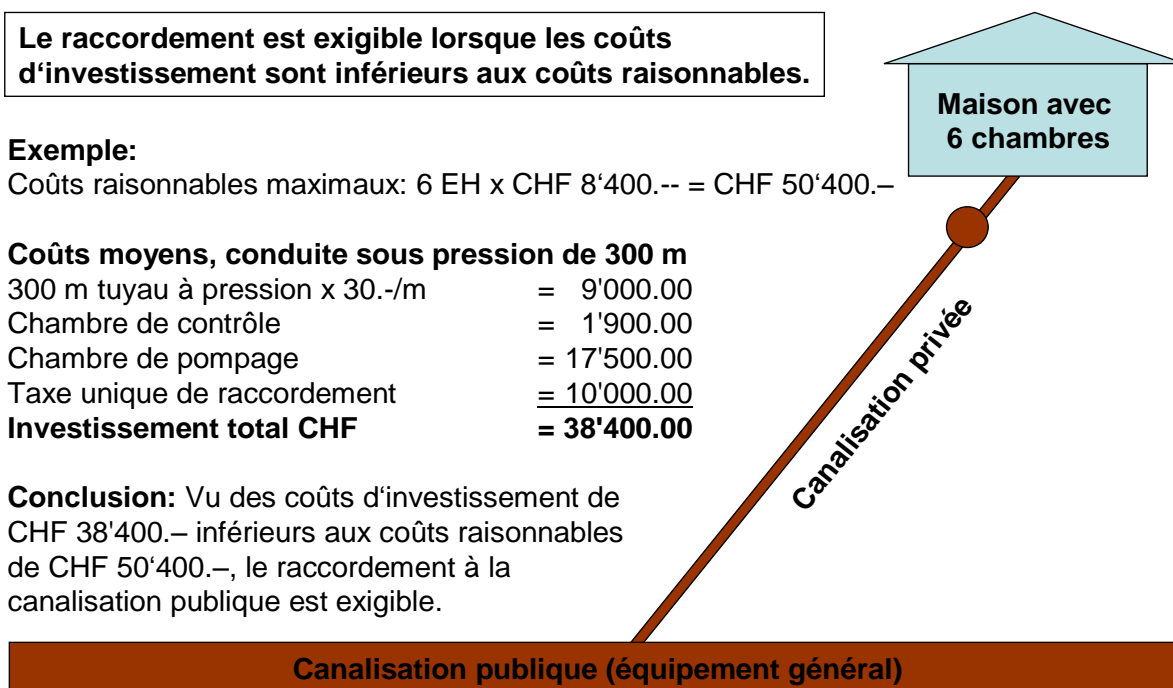 Le raccordement est exigible lorsque les coûts
d‘investissement sont inférieurs aux coûts raisonnables.
Maison avec
6 chambres
Exemple:
Coûts raisonnables maximaux: 6 EH x CHF 8‘400.-- = CHF 50‘400.–
Coûts moyens, conduite sous pression de 300 m
300 m tuyau à pression x 30.-/m = 9'000.00
Chambre de contrôle = 1'900.00
Chambre de pompage = 17'500.00
Taxe unique de raccordement = 10'000.00
Investissement total CHF = 38'400.00
Canalisation privée
Conclusion: Vu des coûts d‘investissement de
CHF 38'400.– inférieurs aux coûts raisonnables
de CHF 50‘400.–, le raccordement à la
canalisation publique est exigible.
Canalisation publique (équipement général)